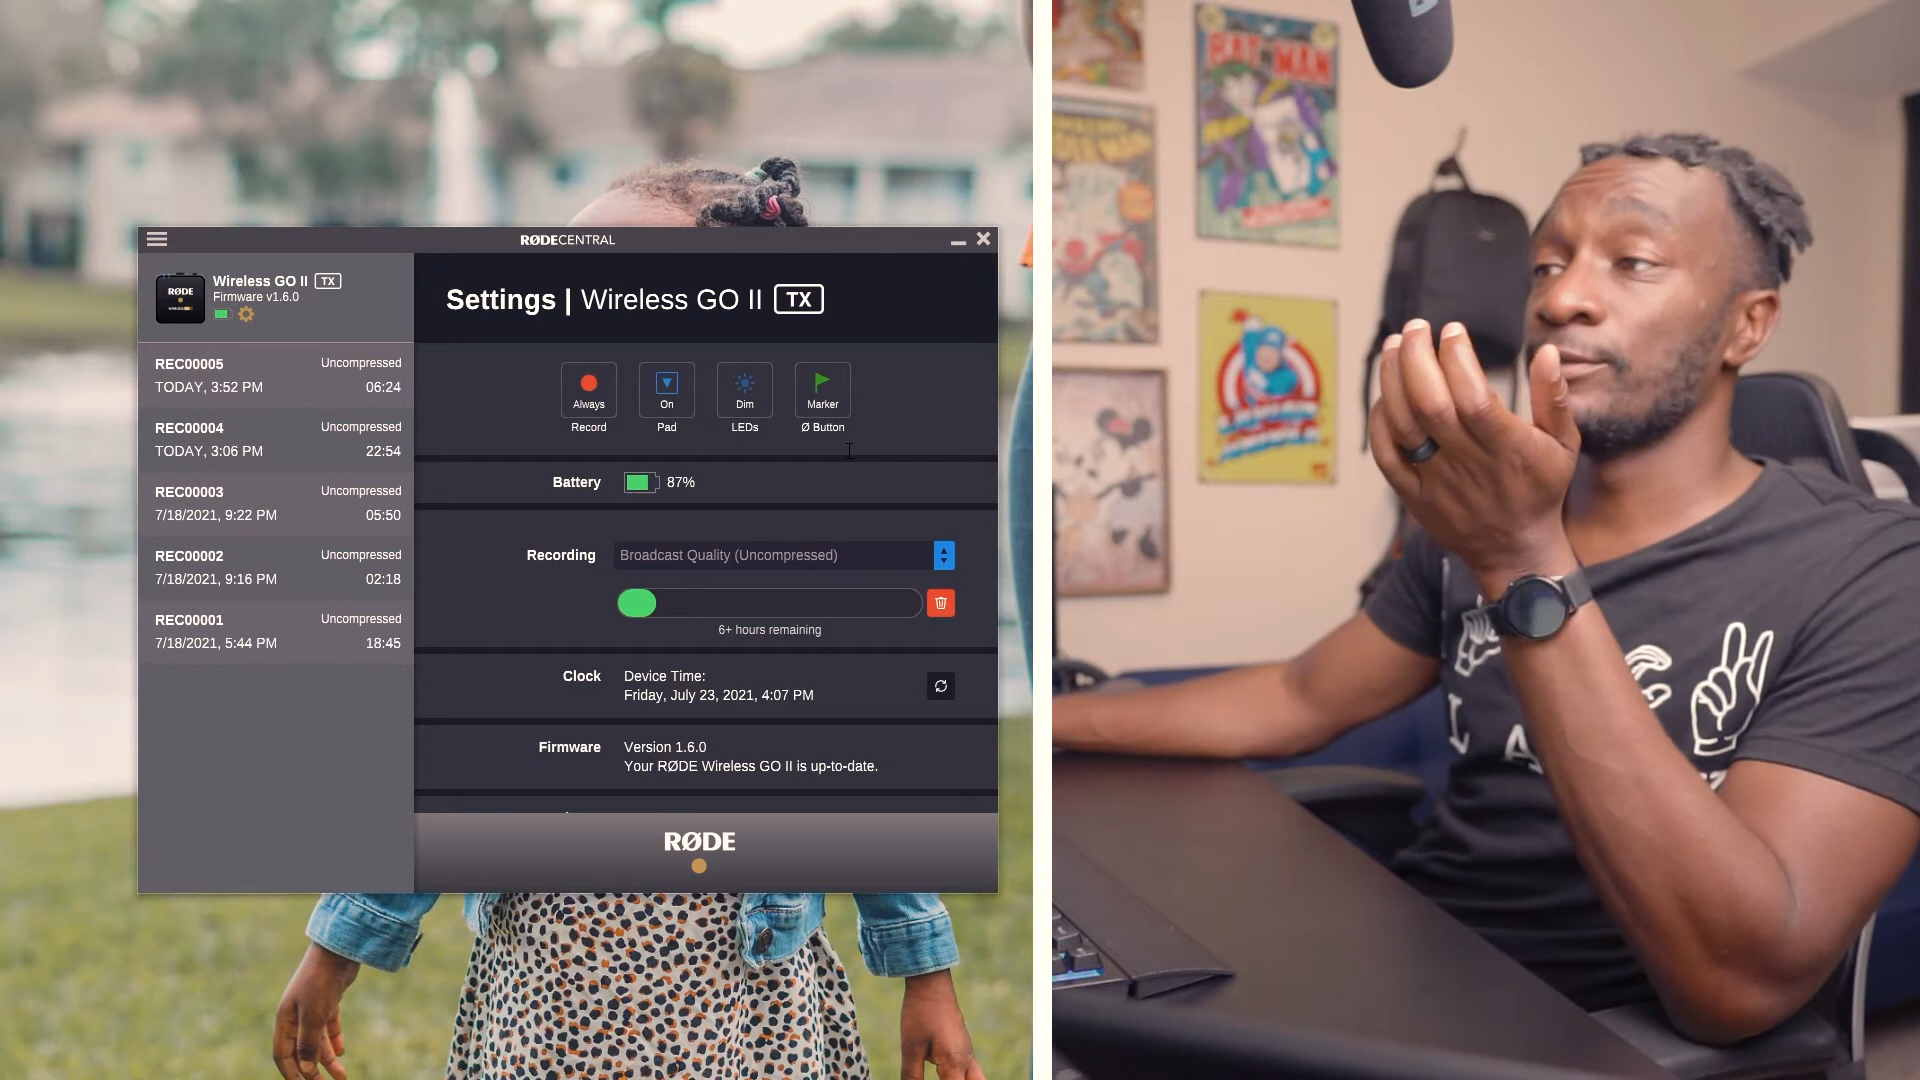 RØDECENTRAL
RØDE
Wireless GO II TX
Firmware v1.6.0
REC00005 Uncompressed
TODAY, 3:52 PM 06:24
REC00004 Uncompressed
TODAY, 3:06 PM 22:54
REC00003 Uncompressed
7/18/2021, 9:22 PM 05:50
REC00002 Uncompressed
7/18/2021, 9:16 PM 02:18
REC00001 Uncompressed
7/18/2021, 5:44 PM 18:45
Settings | Wireless GO II TX
Always On Dim Marker
Record Pad LEDs Ø Button
Battery 87%
Recording Broadcast Quality (Uncompressed)
6+ hours remaining
Clock Device Time:
Friday, July 23, 2021, 4:07 PM
Firmware Version 1.6.0
Your RØDE Wireless GO II is up-to-date.
RØDE
BATMAN